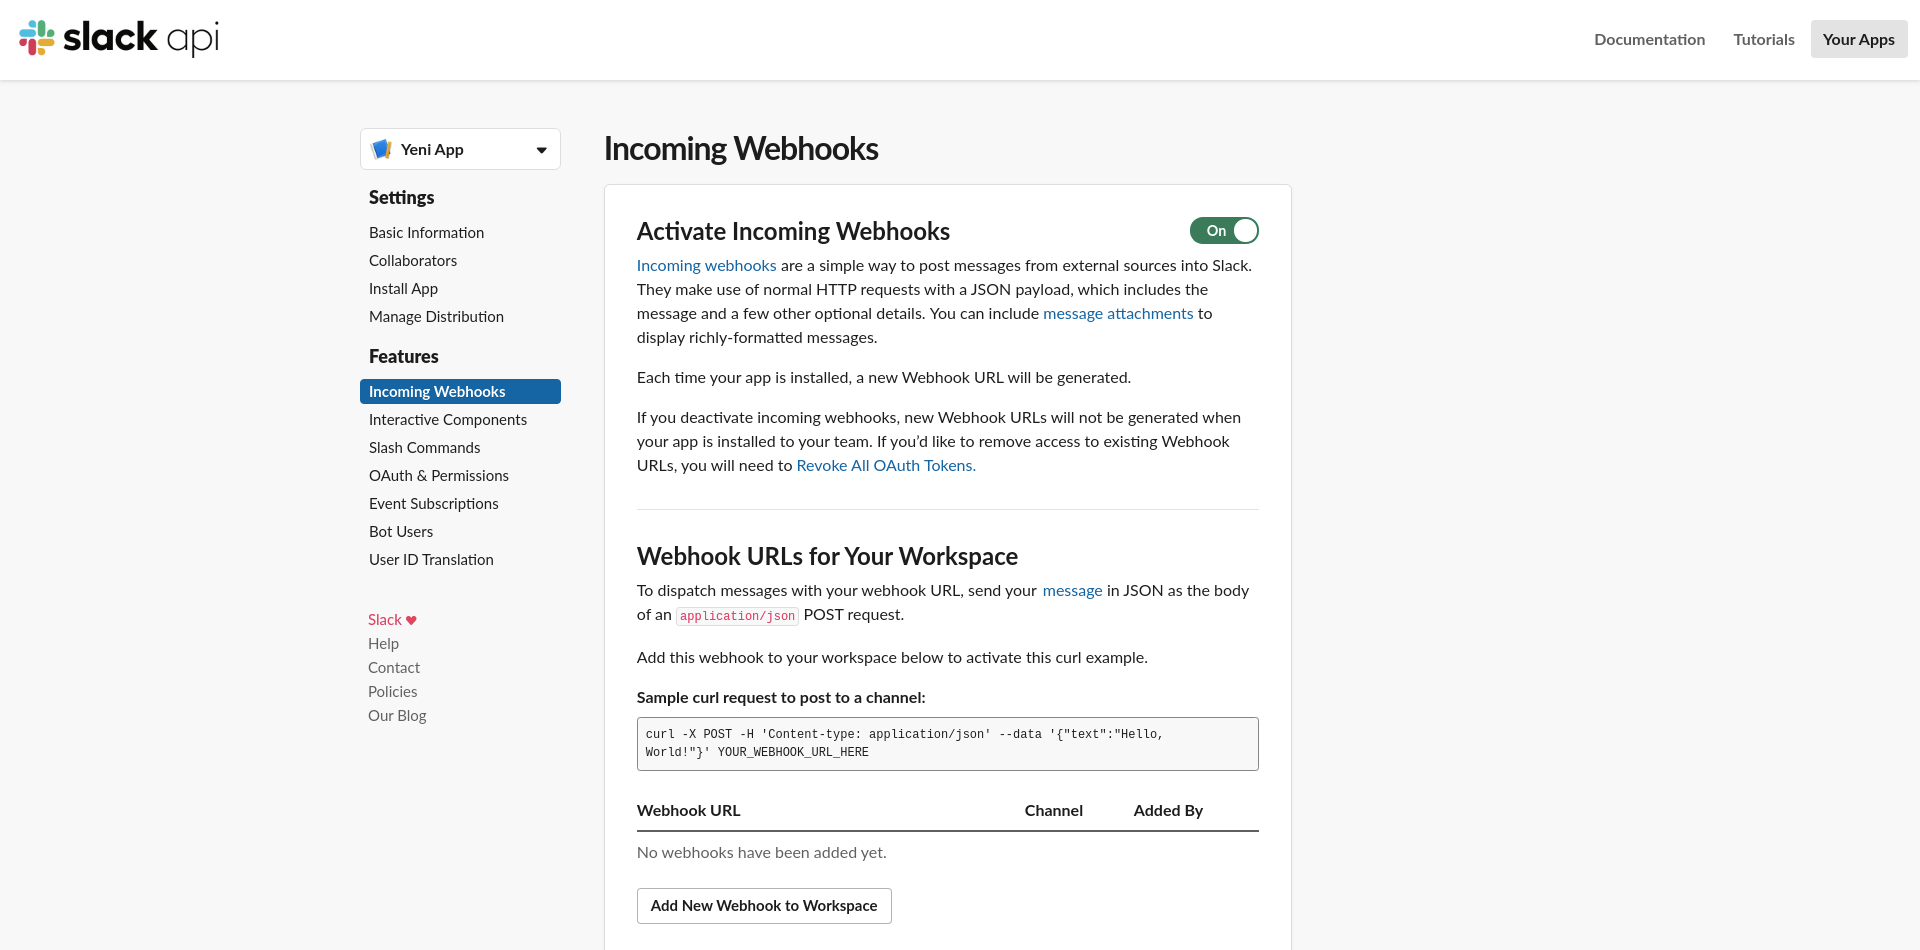 slack api
Documentation
Tutorials
Your Apps
Yeni App
Settings
Basic Information
Collaborators
Install App
Manage Distribution
Features
Incoming Webhooks
Interactive Components
Slash Commands
OAuth & Permissions
Event Subscriptions
Bot Users
User ID Translation
Slack ♥
Help
Contact
Policies
Our Blog
Incoming Webhooks
Activate Incoming Webhooks
On
Incoming webhooks are a simple way to post messages from external sources into Slack.
They make use of normal HTTP requests with a JSON payload, which includes the
message and a few other optional details. You can include message attachments to
display richly-formatted messages.
Each time your app is installed, a new Webhook URL will be generated.
If you deactivate incoming webhooks, new Webhook URLs will not be generated when
your app is installed to your team. If you’d like to remove access to existing Webhook
URLs, you will need to Revoke All OAuth Tokens.
Webhook URLs for Your Workspace
To dispatch messages with your webhook URL, send your message in JSON as the body
of an application/json POST request.
Add this webhook to your workspace below to activate this curl example.
Sample curl request to post to a channel:
curl -X POST -H 'Content-type: application/json' --data '{"text":"Hello,
World!"}' YOUR_WEBHOOK_URL_HERE
Webhook URL Channel Added By
No webhooks have been added yet.
Add New Webhook to Workspace